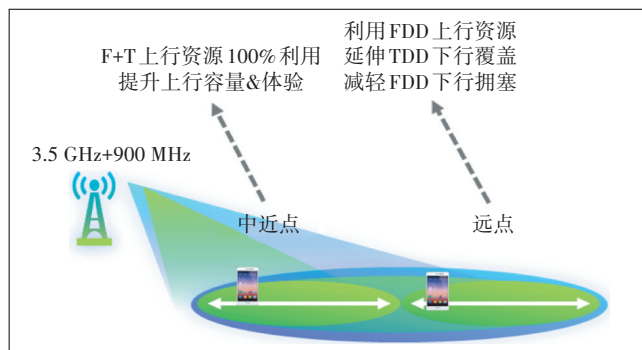 F+T上行资源100%利用
提升上行容量&体验
利用FDD上行资源
延伸TDD下行覆盖
减轻FDD下行拥塞
3.5 GHz+900 MHz
中近点
远点